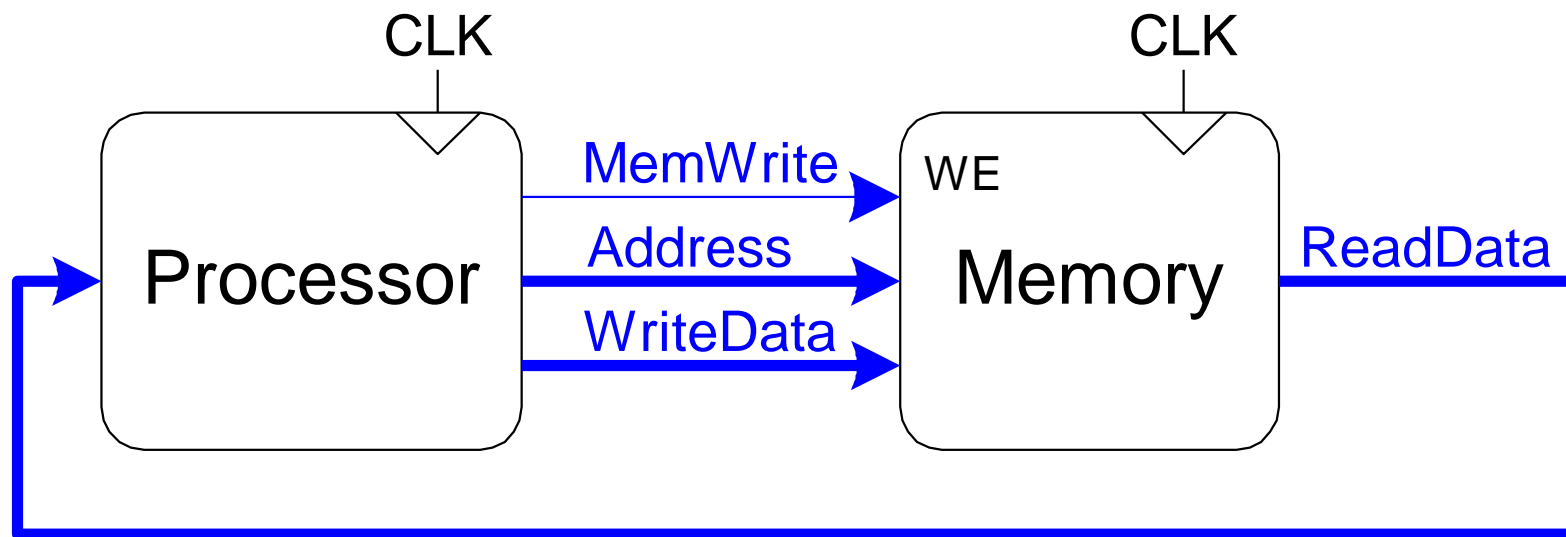 CLK
CLK
MemWrite
WE
Address
ReadData
Processor
Memory
WriteData